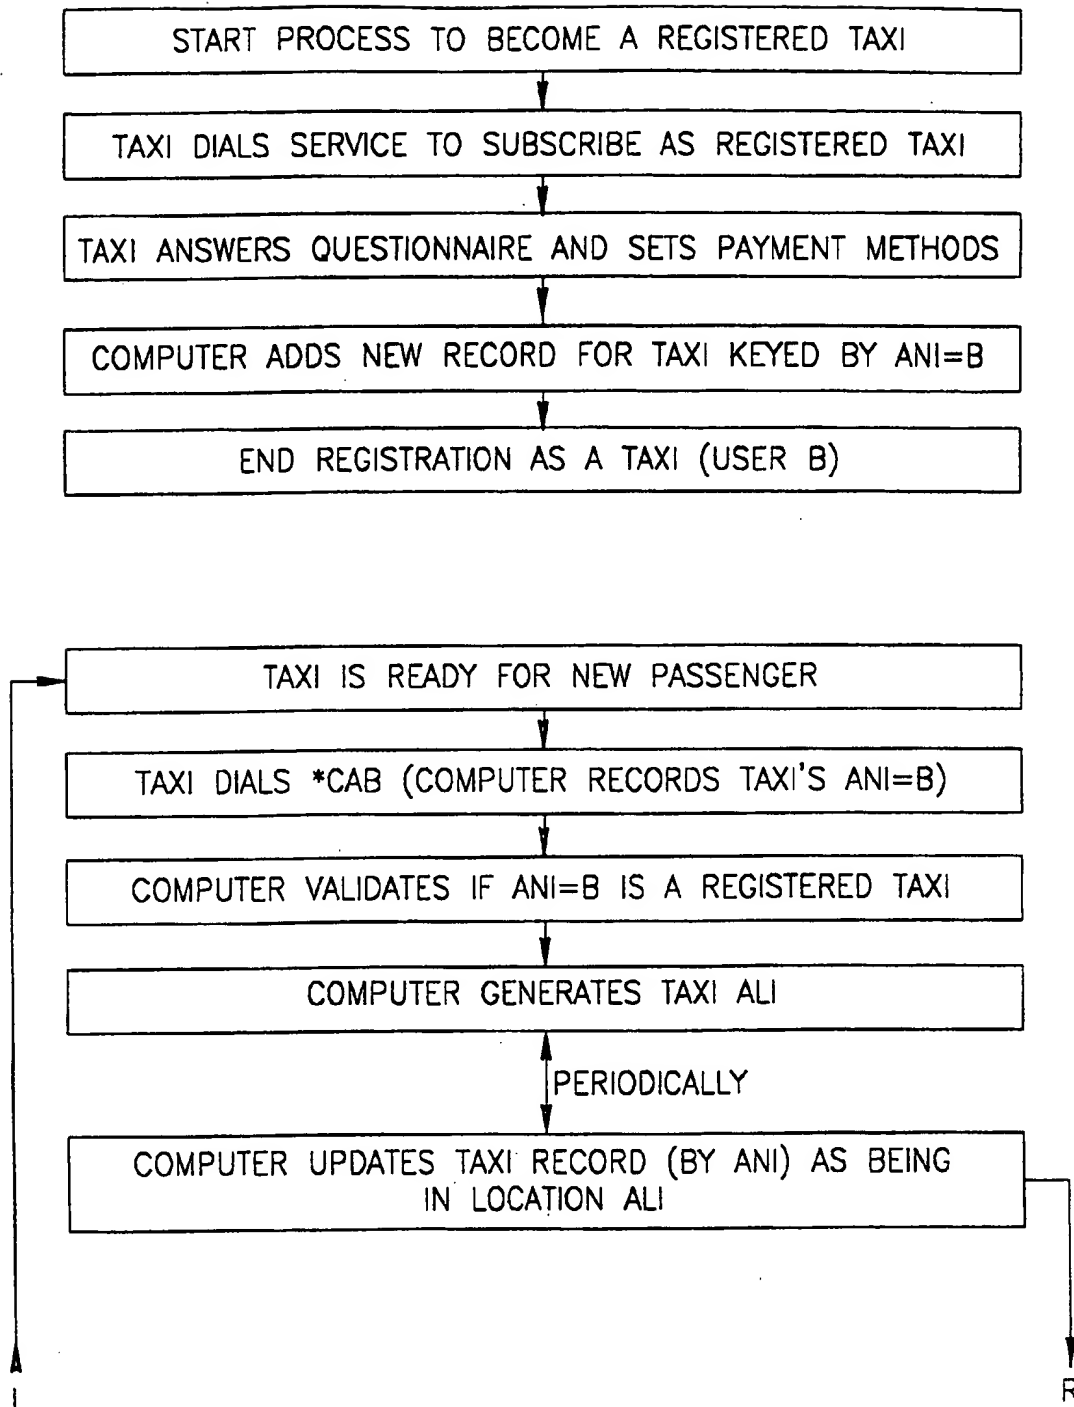 START PROCESS TO BECOME A REGISTERED TAXI
TAXI DIALS SERVICE TO SUBSCRIBE AS REGISTERED TAXI
TAXI ANSWERS QUESTIONNAIRE AND SETS PAYMENT METHODS
COMPUTER ADDS NEW RECORD FOR TAXI KEYED BY ANI=B
END REGISTRATION AS A TAXI (USER B)
TAXI IS READY FOR NEW PASSENGER
TAXI DIALS *CAB (COMPUTER RECORDS TAXI'S ANI=B)
COMPUTER VALIDATES IF ANI=B IS A REGISTERED TAXI
COMPUTER GENERATES TAXI ALI
PERIODICALLY
COMPUTER UPDATES TAXI RECORD (BY ANI) AS BEING
IN LOCATION ALI